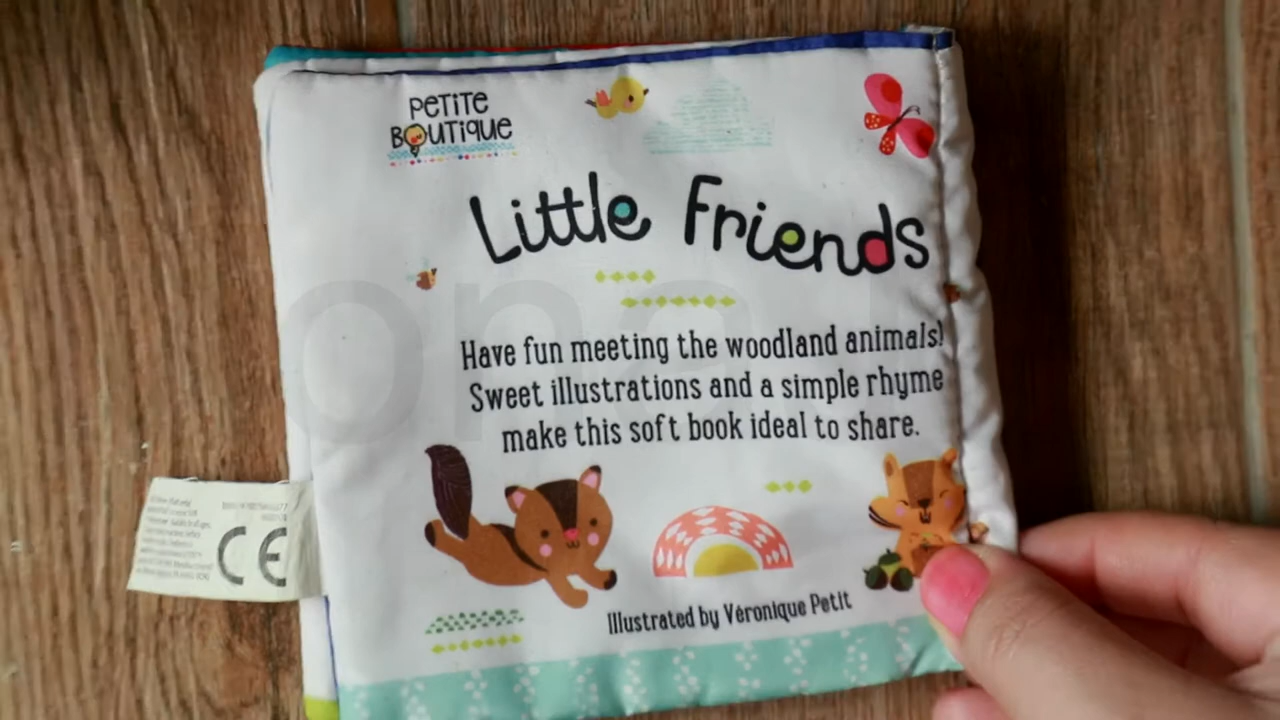 PETITE
BOUTIQUE
Little Friends
Have fun meeting the woodland animals!
Sweet illustrations and a simple rhyme
make this soft book ideal to share.
Illustrated by Véronique Petit
CE